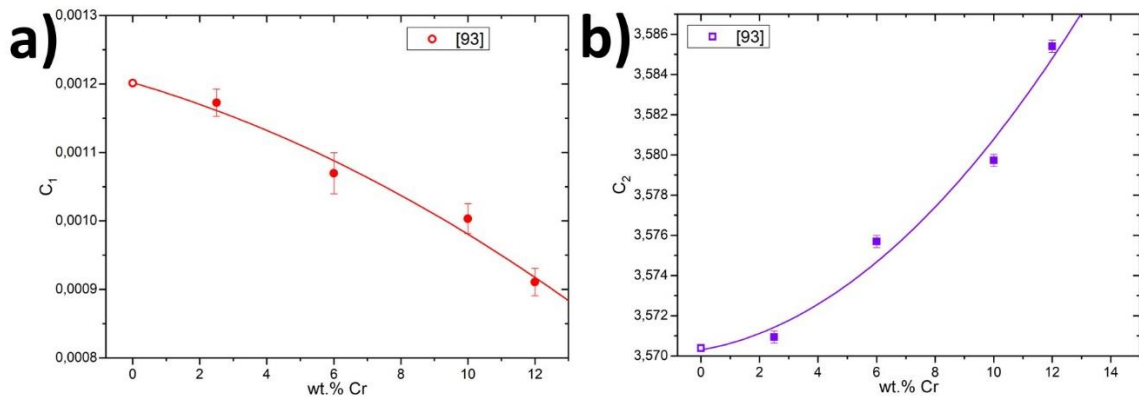 a)
[93]
0,0013
0,0012
0,0011
0,0010
0,0009
0,0008
C1
0 2 4 6 8 10 12
wt.% Cr
b)
[93]
3,586
3,584
3,582
3,580
3,578
3,576
3,574
3,572
3,570
C2
0 2 4 6 8 10 12 14
wt.% Cr